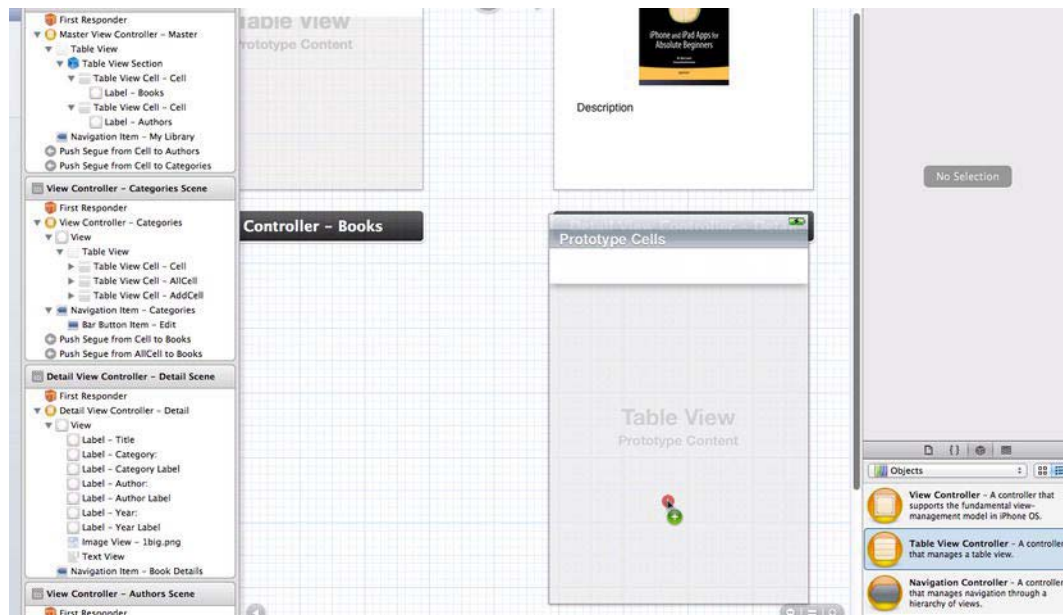 First Responder
Master View Controller – Master
Table View
Table View Section
Table View Cell – Cell
Label – Books
Table View Cell – Cell
Label – Authors
Navigation Item – My Library
Push Segue from Cell to Authors
Push Segue from Cell to Categories
View Controller – Categories Scene
First Responder
View Controller – Categories
View
Table View
Table View Cell – Cell
Table View Cell – AllCell
Table View Cell – AddCell
Navigation Item – Categories
Bar Button Item – Edit
Push Segue from Cell to Books
Push Segue from AllCell to Books
Detail View Controller – Detail Scene
First Responder
Detail View Controller – Detail
View
Label – Title
Label – Category:
Label – Category Label
Label – Author:
Label – Author Label
Label – Year:
Label – Year Label
Image View – 1big.png
Text View
Navigation Item – Book Details
View Controller – Authors Scene
First Responder
Table View
Prototype Content
Controller – Books
iPhone and iPad Apps for
Absolute Beginners
Description
Prototype Cells
Table View
Prototype Content
No Selection
Objects
View Controller – A controller that
supports the fundamental view-
management model in iPhone OS.
Table View Controller – A controller
that manages a table view.
Navigation Controller – A controller
that manages navigation through a
hierarchy of views.